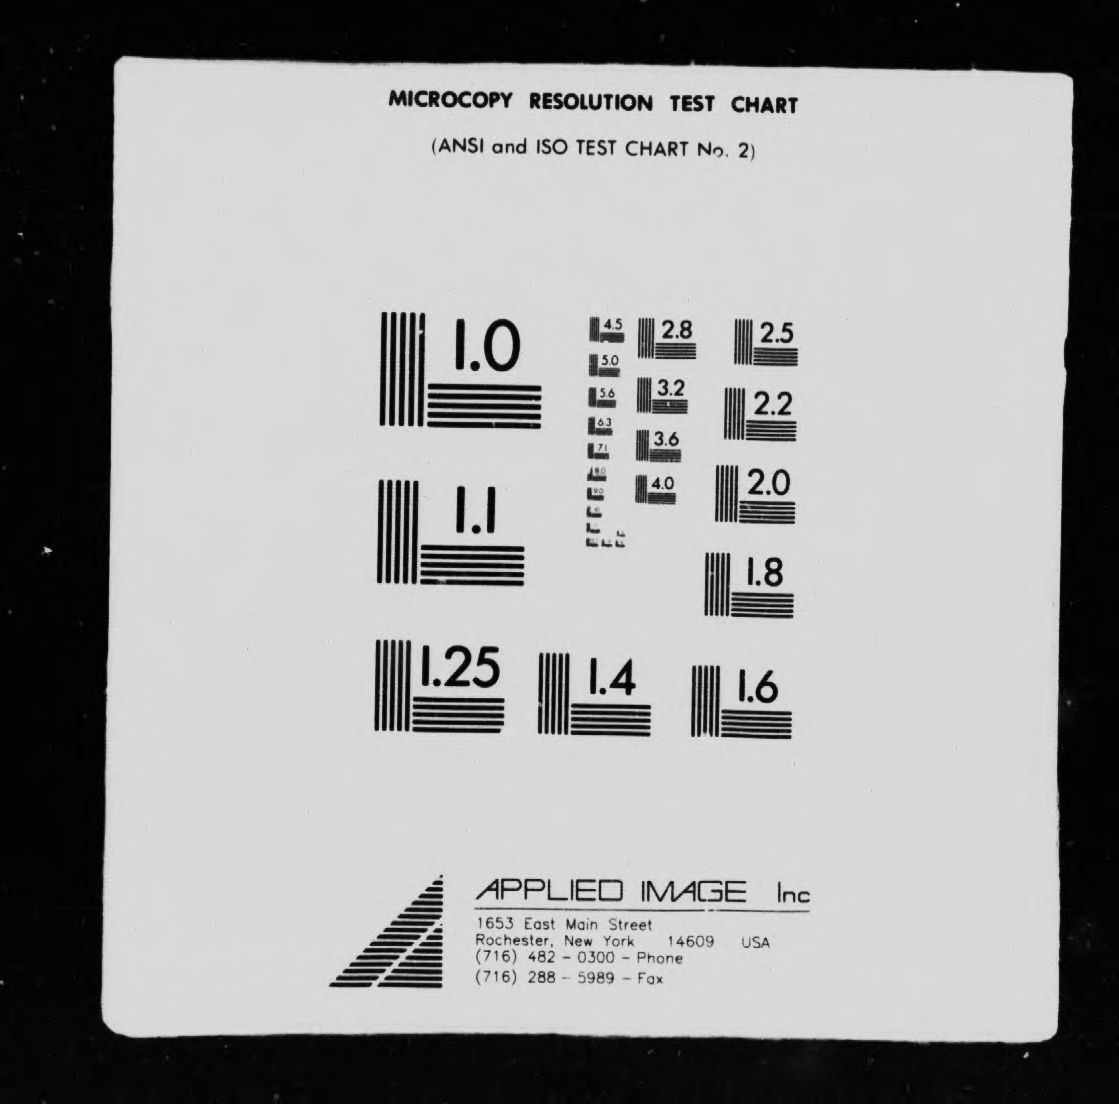 MICROCOPY RESOLUTION TEST CHART
(ANSI and ISO TEST CHART No. 2)
1.0
1.1
1.25
1.4
1.6
1.8
2.0
2.2
2.5
2.8
3.2
3.6
4.0
4.5
5.0
5.6
6.3
7.1
8.0
9.0
APPLIED IMAGE Inc
1653 East Main Street
Rochester, New York 14609 USA
(716) 482 - 0300 - Phone
(716) 288 - 5989 - Fax